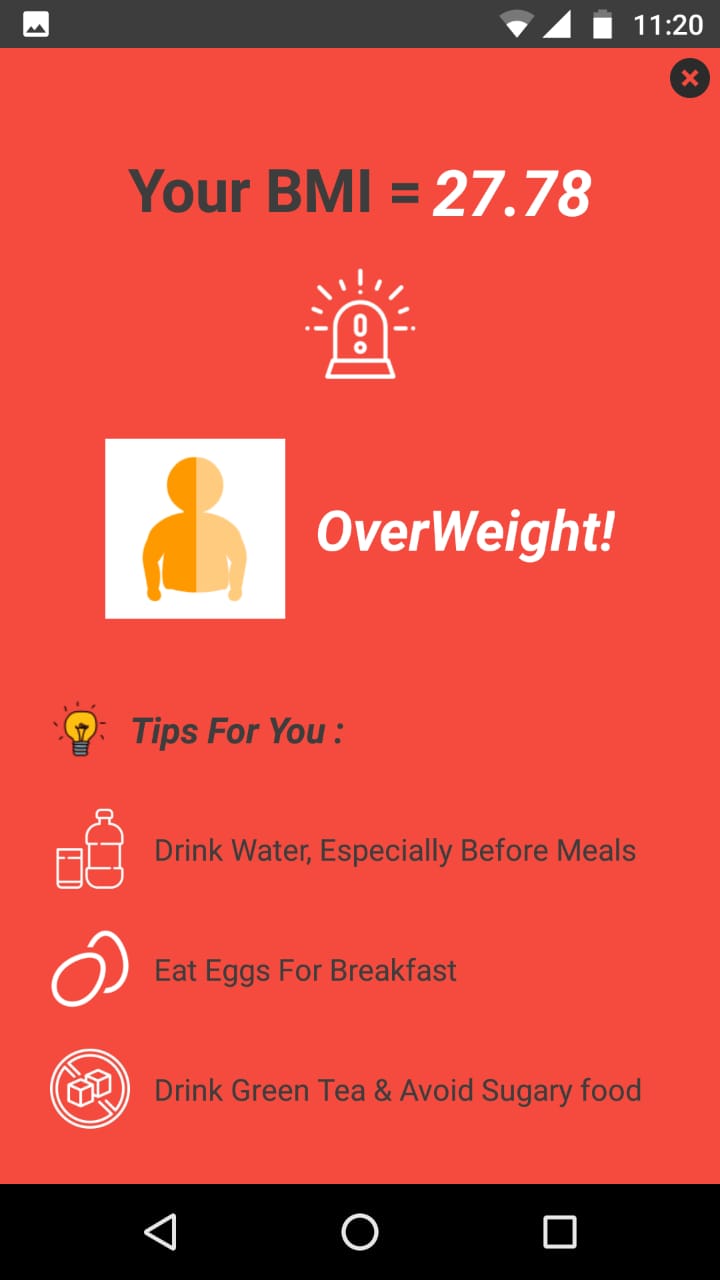 11:20
Your BMI = 27.78
OverWeight!
Tips For You :
Drink Water, Especially Before Meals
Eat Eggs For Breakfast
Drink Green Tea & Avoid Sugary food